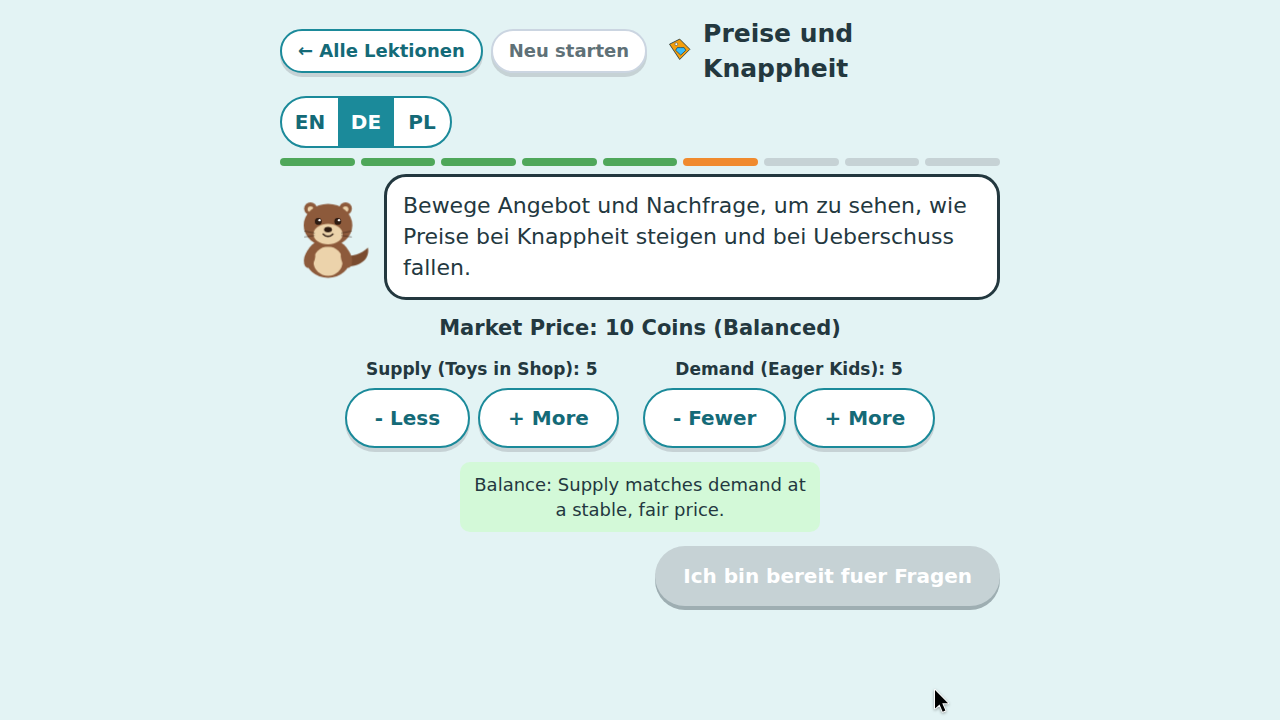 ← Alle Lektionen
Neu starten
Preise und
Knappheit
EN DE PL
Bewege Angebot und Nachfrage, um zu sehen, wie
Preise bei Knappheit steigen und bei Ueberschuss
fallen.
Market Price: 10 Coins (Balanced)
Supply (Toys in Shop): 5
- Less
+ More
Demand (Eager Kids): 5
- Fewer
+ More
Balance: Supply matches demand at
a stable, fair price.
Ich bin bereit fuer Fragen